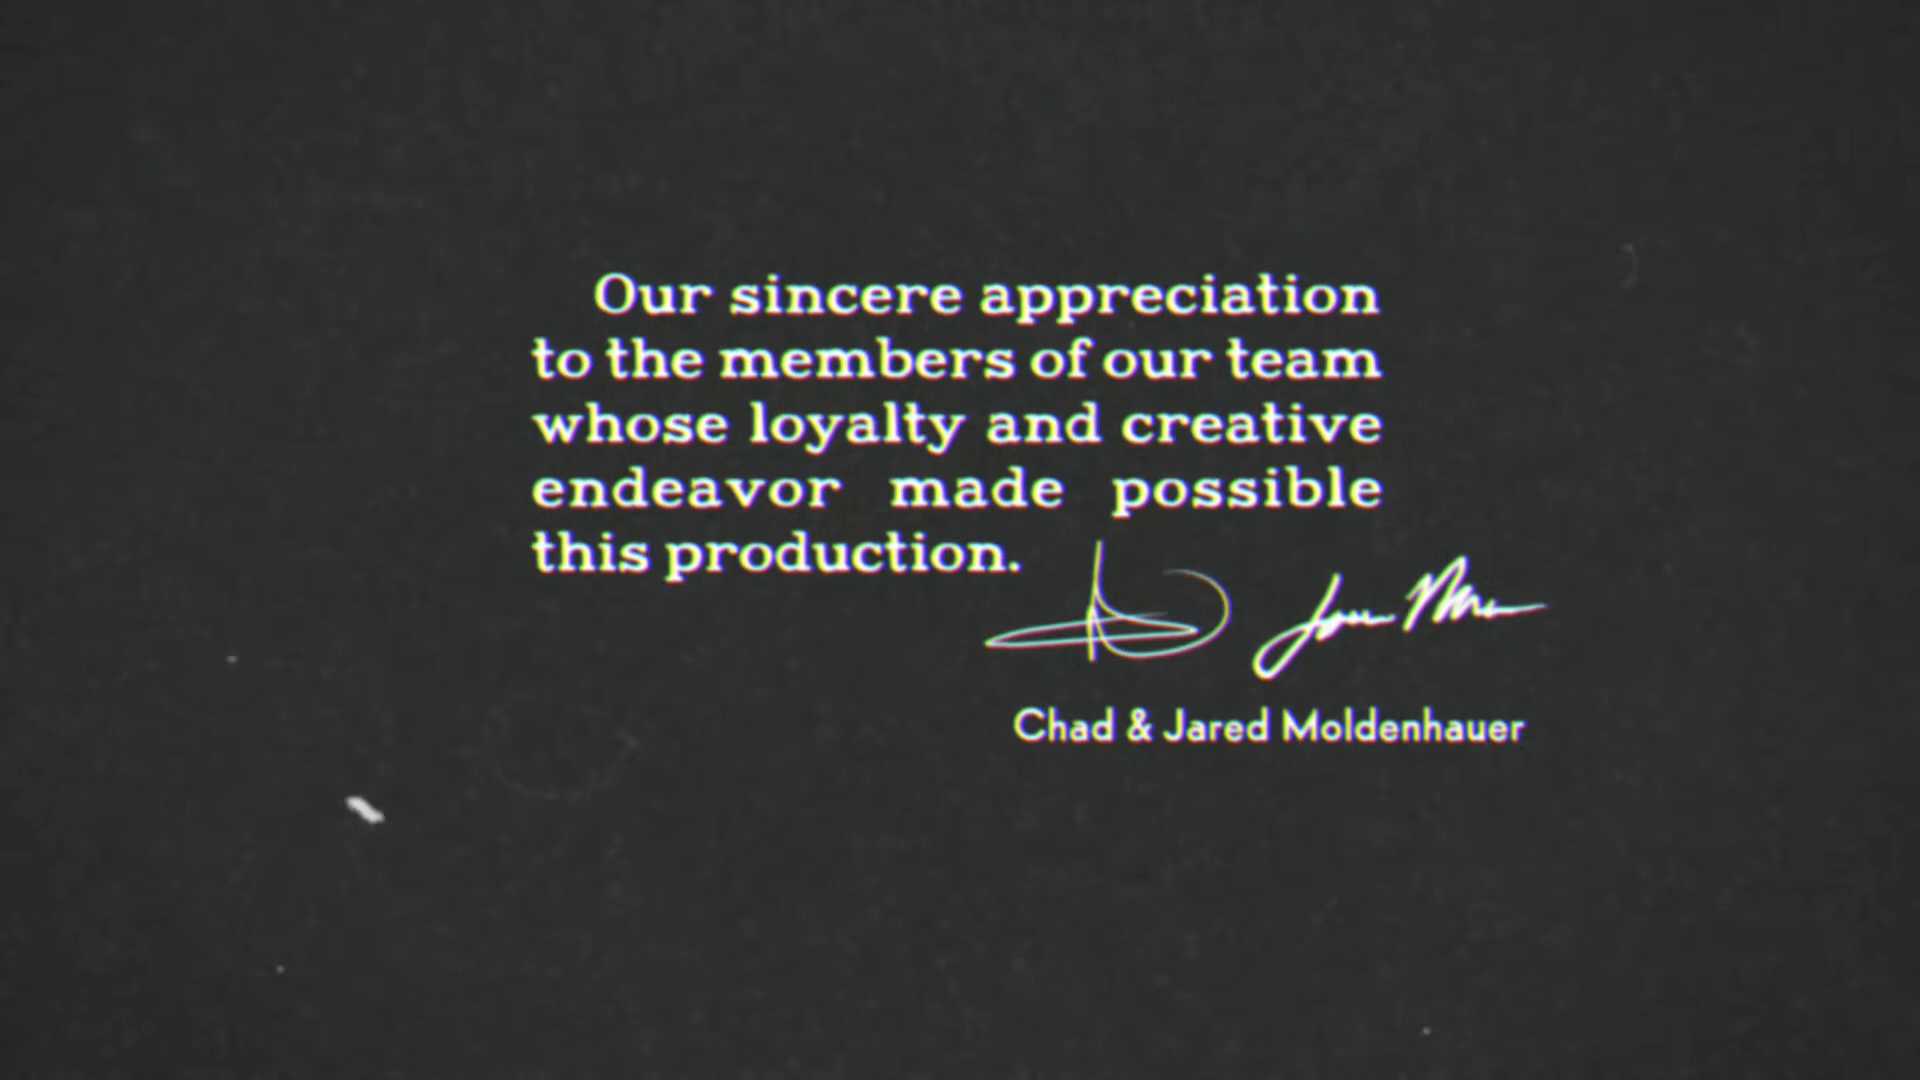 Our sincere appreciation
to the members of our team
whose loyalty and creative
endeavor made possible
this production.
Chad & Jared Moldenhauer